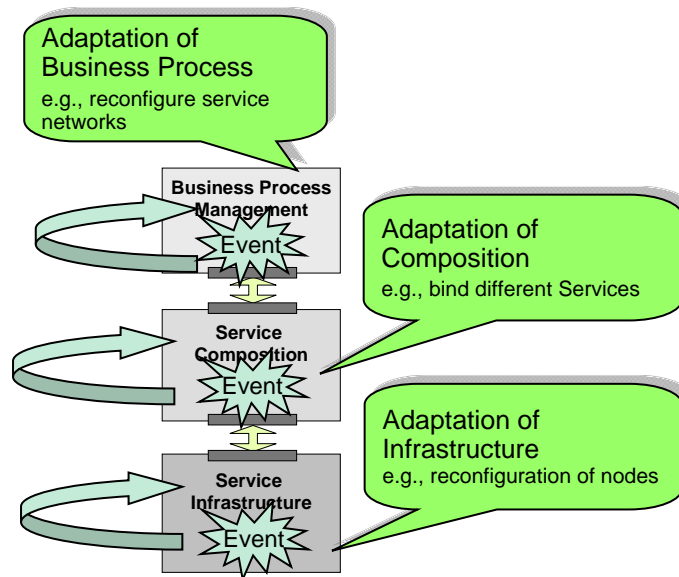 Adaptation of
Business Process
e.g., reconfigure service
networks
Business Process
Management
Event
Adaptation of
Composition
e.g., bind different Services
Service
Composition
Event
Adaptation of
Infrastructure
e.g., reconfiguration of nodes
Service
Infrastructure
Event